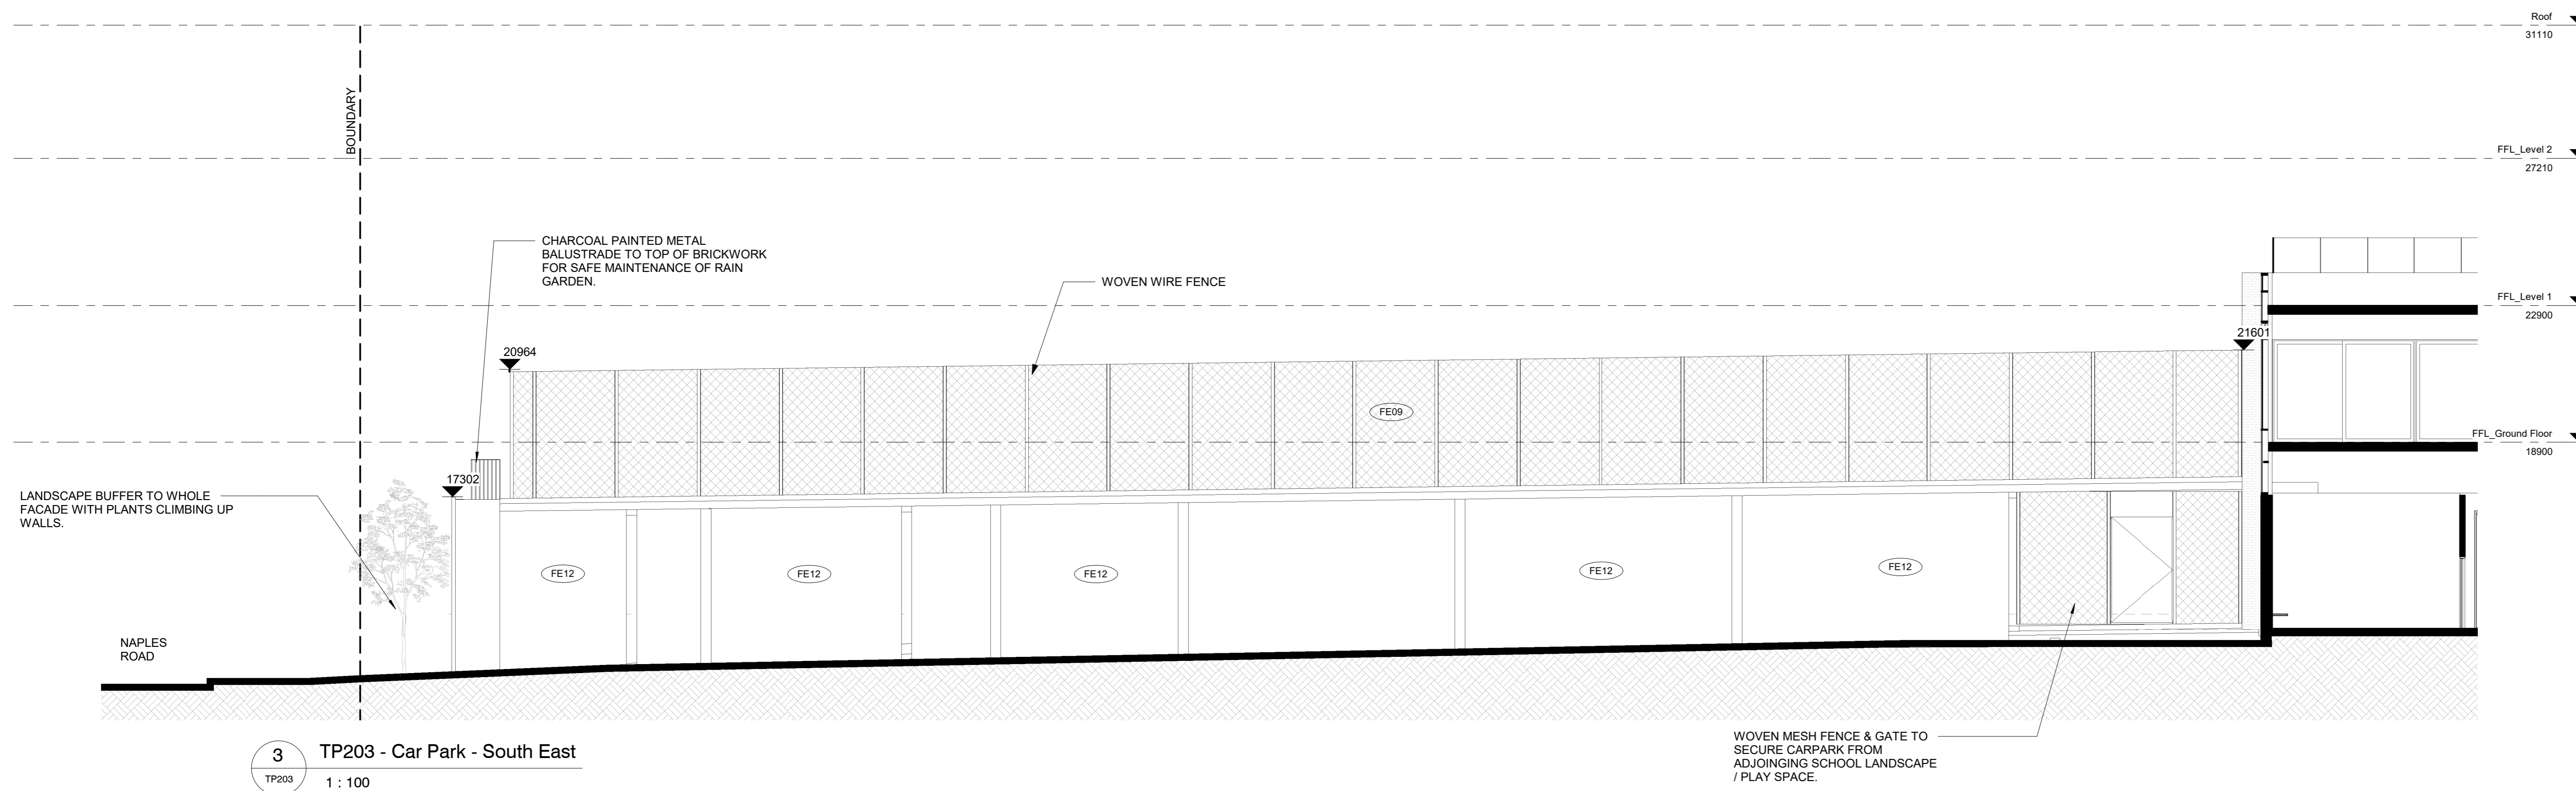 Roof
31110
BOUNDARY
FFL_Level 2
27210
CHARCOAL PAINTED METAL
BALUSTRADE TO TOP OF BRICKWORK
FOR SAFE MAINTENANCE OF RAIN
GARDEN.
WOVEN WIRE FENCE
FFL_Level 1
22900
21601
20964
FE09
FFL_Ground Floor
18900
17302
LANDSCAPE BUFFER TO WHOLE
FACADE WITH PLANTS CLIMBING UP
WALLS.
FE12
FE12
FE12
FE12
FE12
NAPLES
ROAD
WOVEN MESH FENCE & GATE TO
SECURE CARPARK FROM
ADJOINGING SCHOOL LANDSCAPE
/ PLAY SPACE.
3
TP203
TP203 - Car Park - South East
1 : 100